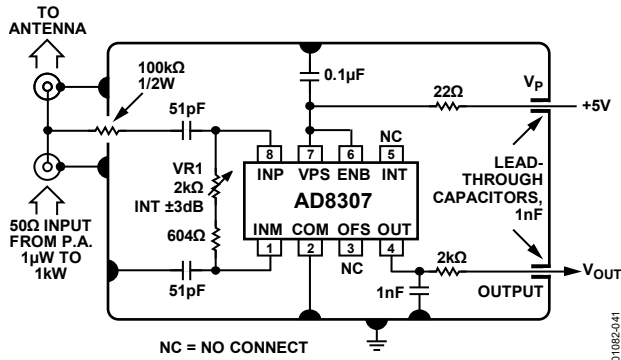 TO
ANTENNA
100kΩ
1/2W
51pF
0.1µF
22Ω
V_P
+5V
NC
8
7
6
5
INP
VPS
ENB
INT
VR1
2kΩ
INT ±3dB
AD8307
LEAD-
THROUGH
CAPACITORS,
1nF
604Ω
INM
COM
OFS
OUT
1
2
3
4
NC
50Ω INPUT
FROM P.A.
1µW TO
1kW
51pF
2kΩ
V_OUT
1nF
OUTPUT
NC = NO CONNECT
01082-041